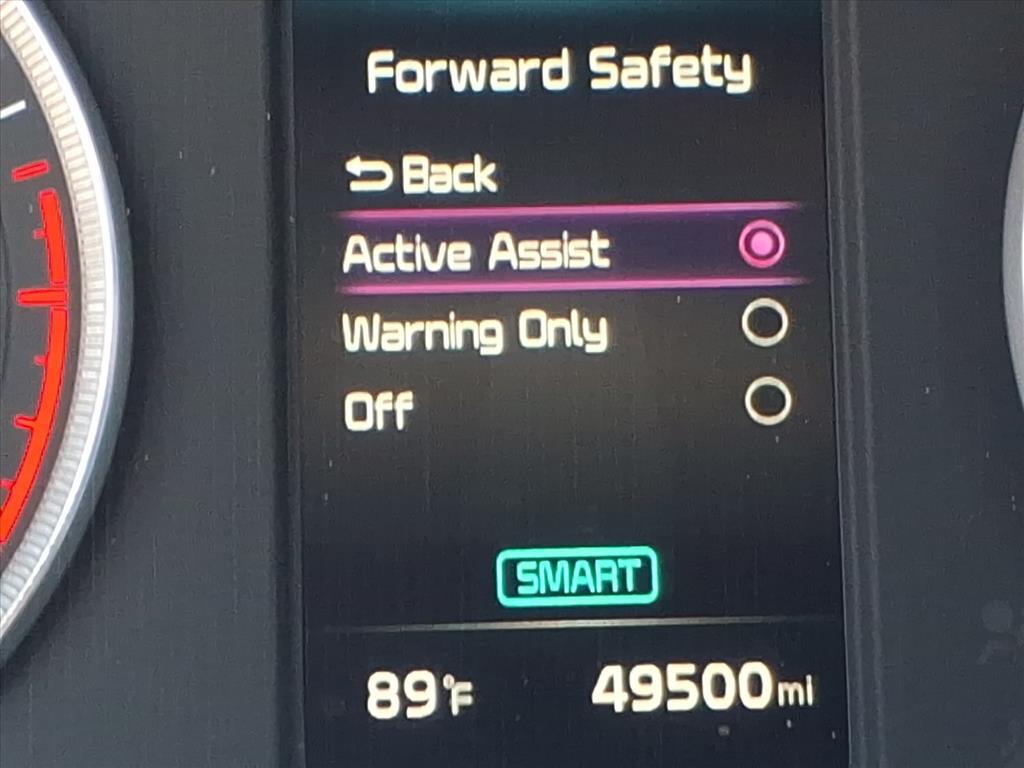 Forward Safety
Back
Active Assist
Warning Only
Off
SMART
89°F 49500mi